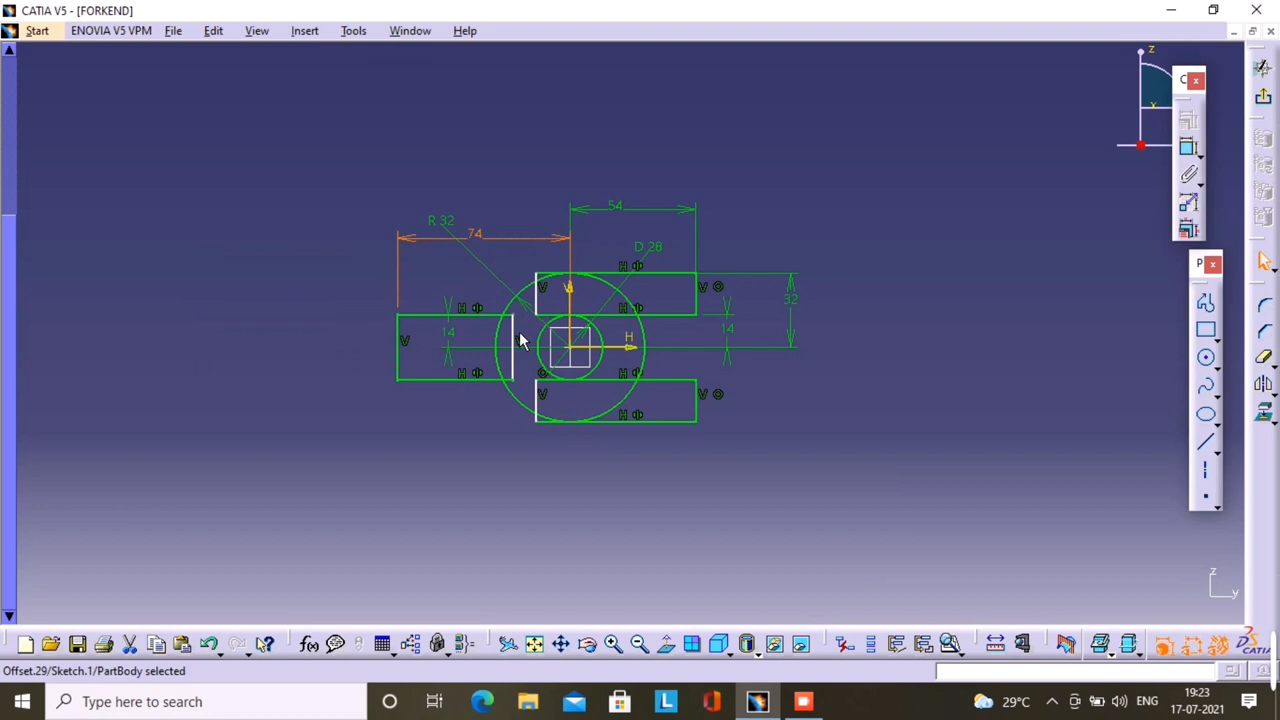 CATIA V5 - [FORKEND]
Start ENOVIA V5 VPM File Edit View Insert Tools Window Help
z
C x
x
54
R 32
74
D 28
H
V
V
32
H
H
14
14
H
V
P x
H
H
V
V
H
z
y
f(x)
CATIA
Offset.29/Sketch.1/PartBody selected
Type here to search
L
29°C
ENG
19:23
17-07-2021